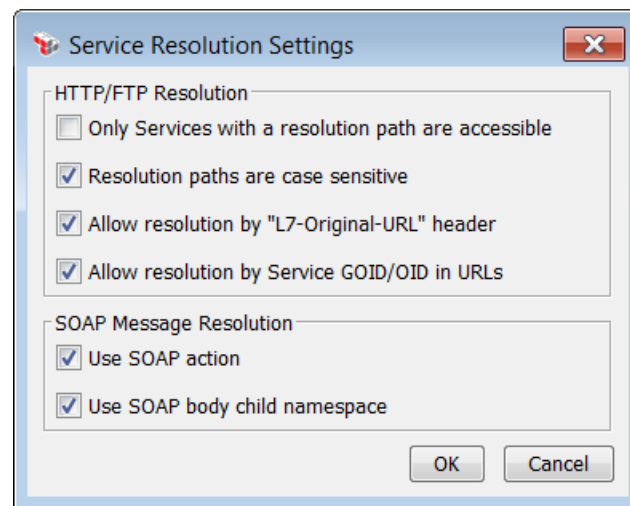 Service Resolution Settings
HTTP/FTP Resolution
Only Services with a resolution path are accessible
Resolution paths are case sensitive
Allow resolution by "L7-Original-URL" header
Allow resolution by Service GOID/OID in URLs
SOAP Message Resolution
Use SOAP action
Use SOAP body child namespace
OK Cancel